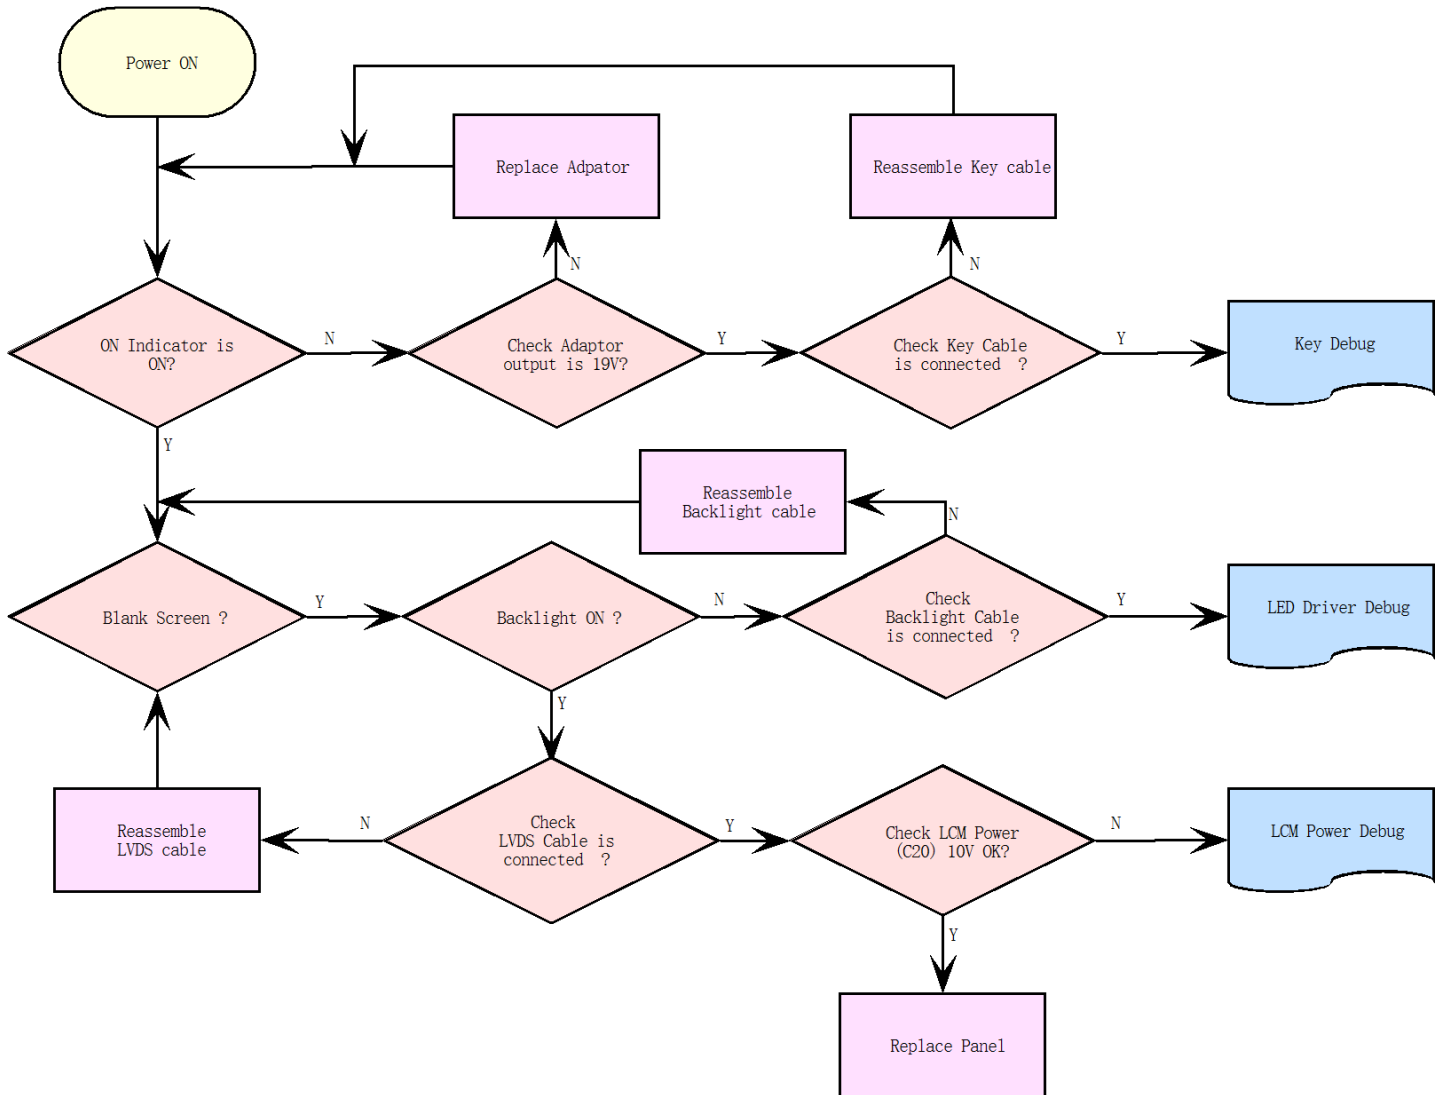 Power ON
Replace Adpator
Reassemble Key cable
N
N
ON Indicator is
ON?
N
Check Adaptor
output is 19V?
Y
Check Key Cable
is connected ?
Y
Key Debug
Y
Reassemble
Backlight cable
N
Blank Screen ?
Y
Backlight ON ?
N
Check
Backlight Cable
is connected ?
Y
LED Driver Debug
Y
Reassemble
LVDS cable
N
Check
LVDS Cable is
connected ?
Y
Check LCM Power
(C20) 10V OK?
N
LCM Power Debug
Y
Replace Panel